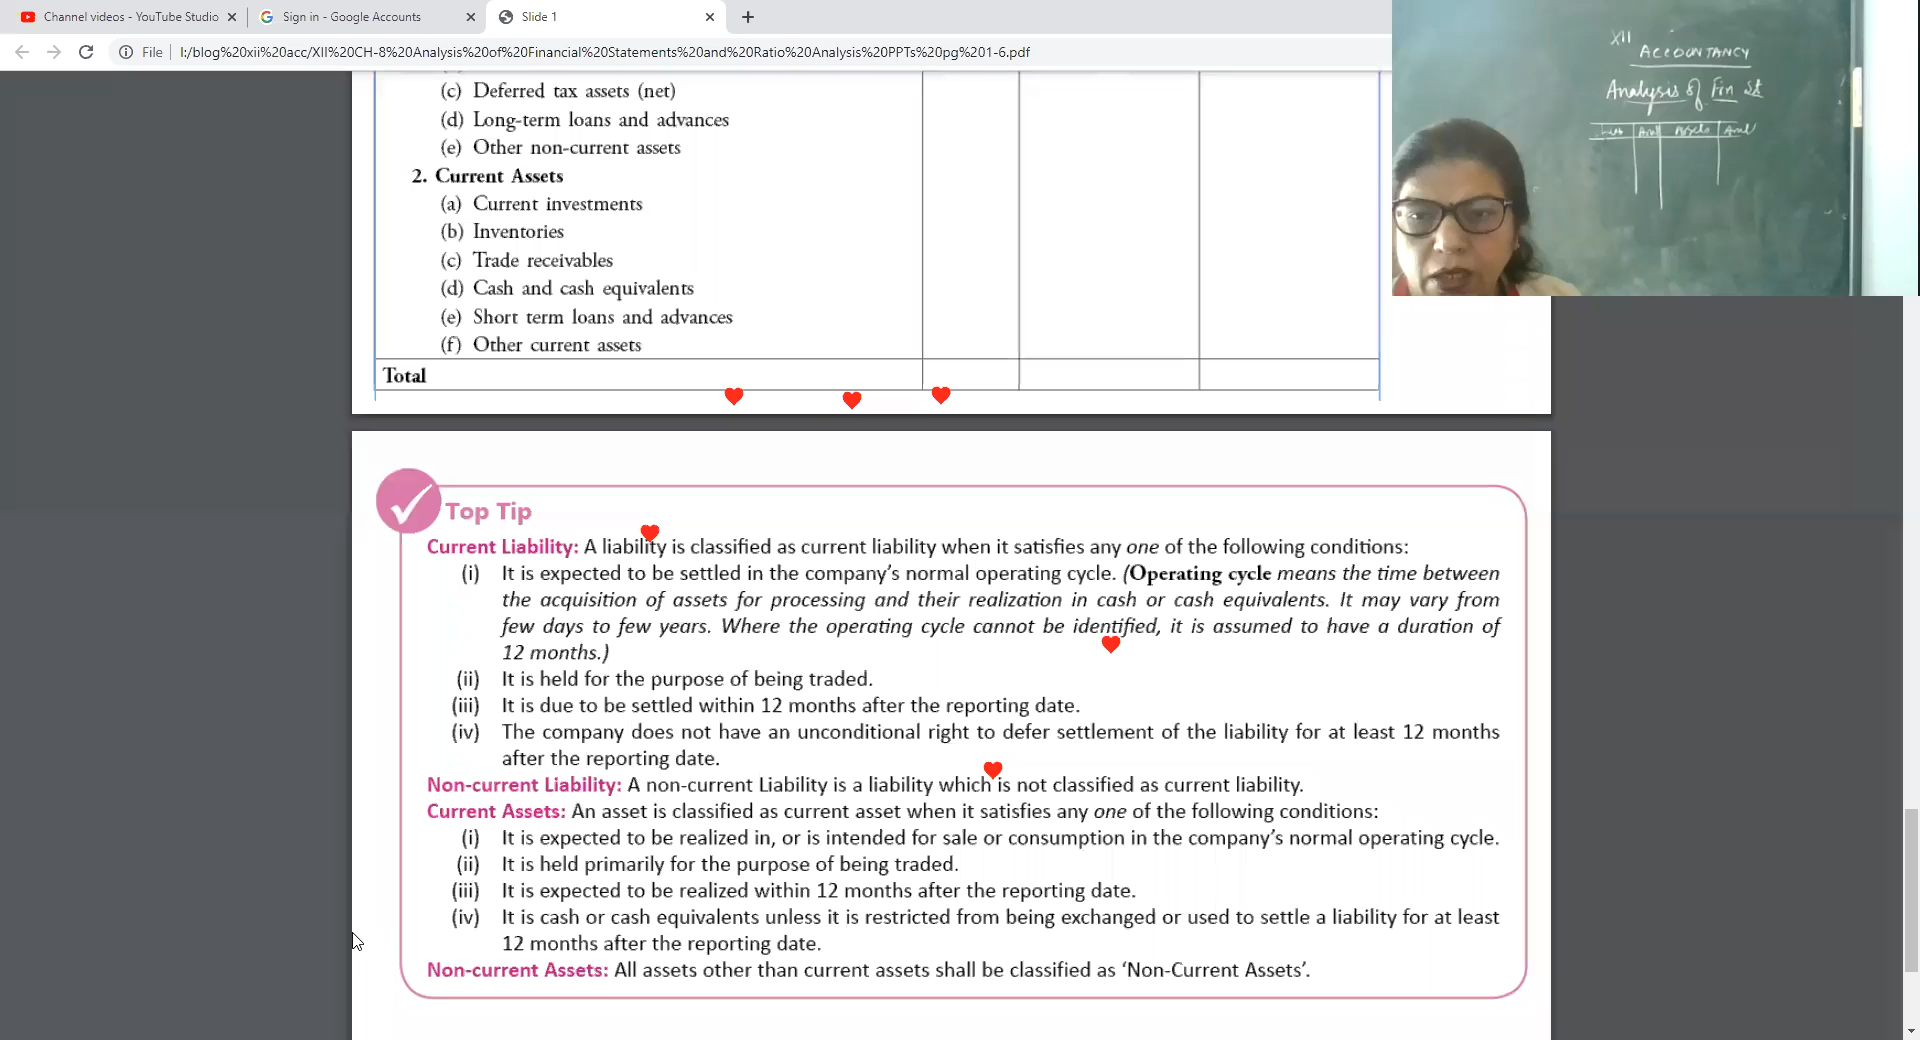 Channel videos - YouTube Studio
Sign in - Google Accounts
Slide 1
File
I:/blog%20xii%20acc/XII%20CH-8%20Analysis%20of%20Financial%20Statements%20and%20Ratio%20Analysis%20PPTs%20pg%201-6.pdf
XII
ACCOUNTANCY
Analysis of Fin St
Aml Assets Aml
(c) Deferred tax assets (net)
(d) Long-term loans and advances
(e) Other non-current assets
2. Current Assets
(a) Current investments
(b) Inventories
(c) Trade receivables
(d) Cash and cash equivalents
(e) Short term loans and advances
(f) Other current assets
Total
Top Tip
Current Liability: A liability is classified as current liability when it satisfies any one of the following conditions:
(i) It is expected to be settled in the company’s normal operating cycle. (Operating cycle means the time between
the acquisition of assets for processing and their realization in cash or cash equivalents. It may vary from
few days to few years. Where the operating cycle cannot be identified, it is assumed to have a duration of
12 months.)
(ii) It is held for the purpose of being traded.
(iii) It is due to be settled within 12 months after the reporting date.
(iv) The company does not have an unconditional right to defer settlement of the liability for at least 12 months
after the reporting date.
Non-current Liability: A non-current Liability is a liability which is not classified as current liability.
Current Assets: An asset is classified as current asset when it satisfies any one of the following conditions:
(i) It is expected to be realized in, or is intended for sale or consumption in the company’s normal operating cycle.
(ii) It is held primarily for the purpose of being traded.
(iii) It is expected to be realized within 12 months after the reporting date.
(iv) It is cash or cash equivalents unless it is restricted from being exchanged or used to settle a liability for at least
12 months after the reporting date.
Non-current Assets: All assets other than current assets shall be classified as ‘Non-Current Assets’.